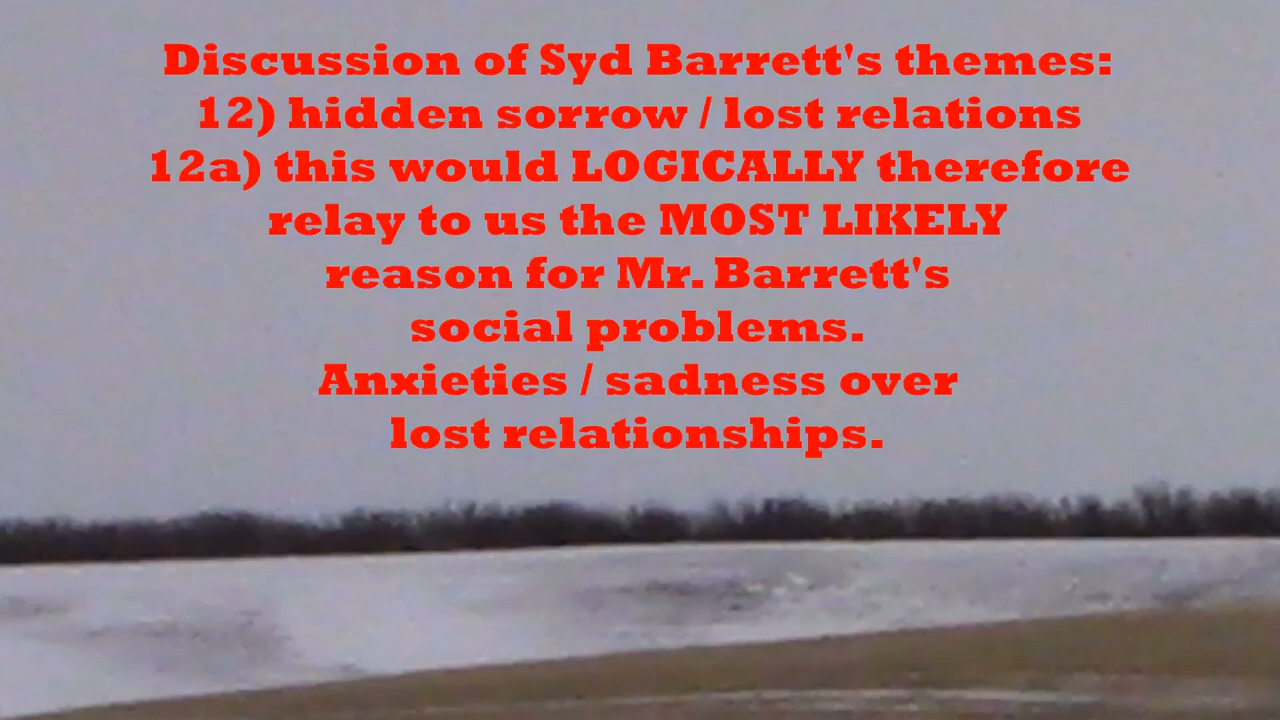 Discussion of Syd Barrett's themes:
12) hidden sorrow / lost relations
12a) this would LOGICALLY therefore
relay to us the MOST LIKELY
reason for Mr. Barrett's
social problems.
Anxieties / sadness over
lost relationships.